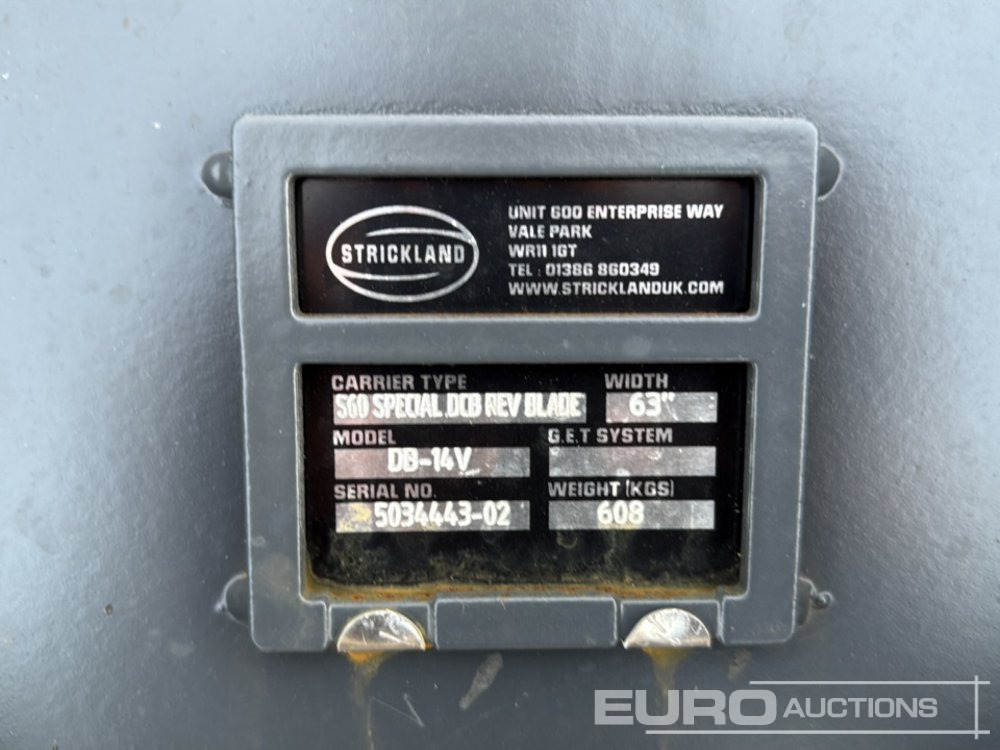 STRICKLAND
UNIT 600 ENTERPRISE WAY
VALE PARK
WR11 1GT
TEL : 01386 860349
WWW.STRICKLANDUK.COM
CARRIER TYPE WIDTH
S60 SPECIAL DCB REV BLADE 63"
MODEL G.E.T SYSTEM
DB-14V
SERIAL NO. WEIGHT (KGS)
5034443-02 608
EURO AUCTIONS